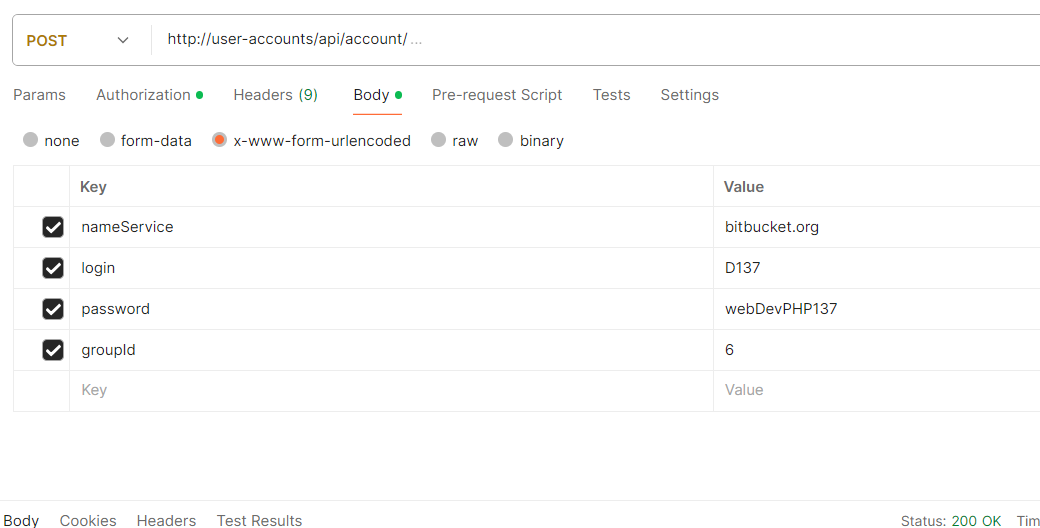 POST http://user-accounts/api/account/ ...
Params Authorization Headers (9) Body Pre-request Script Tests Settings
none form-data x-www-form-urlencoded raw binary
Key Value
nameService bitbucket.org
login D137
password webDevPHP137
groupId 6
Key Value
Body Cookies Headers Test Results Status: 200 OK Tim